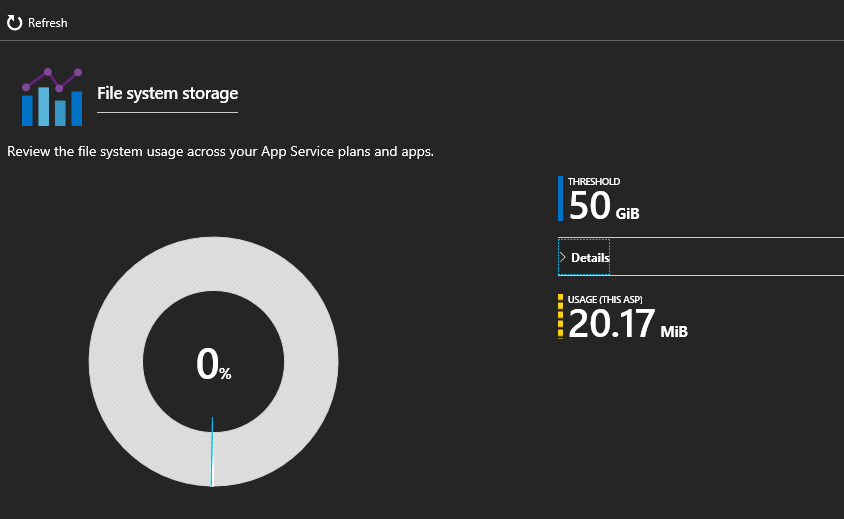 Refresh
File system storage
Review the file system usage across your App Service plans and apps.
THRESHOLD
50 GiB
Details
USAGE (THIS ASP)
20.17 MiB
0%